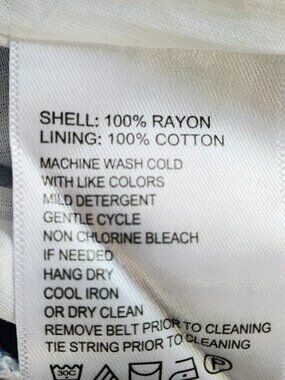 SHELL: 100% RAYON
LINING: 100% COTTON
MACHINE WASH COLD
WITH LIKE COLORS
MILD DETERGENT
GENTLE CYCLE
NON CHLORINE BLEACH
IF NEEDED
HANG DRY
COOL IRON
OR DRY CLEAN
REMOVE BELT PRIOR TO CLEANING
TIE STRING PRIOR TO CLEANING
30C
P